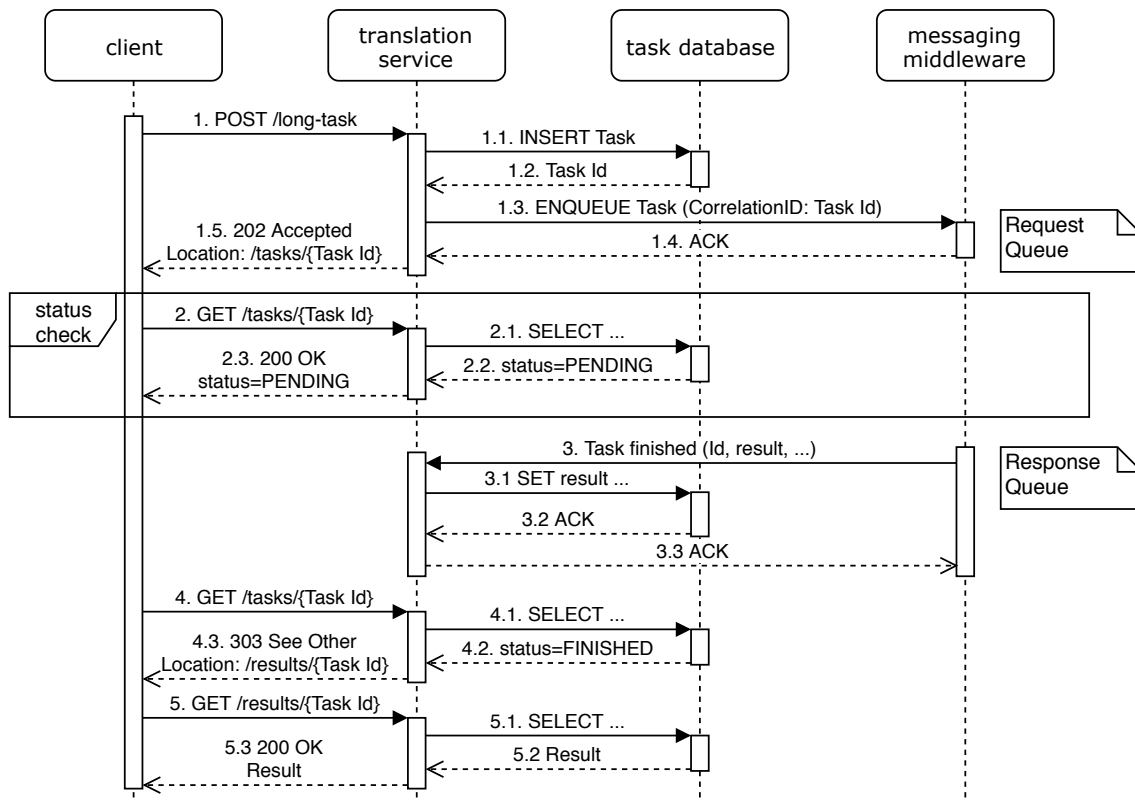 client
translation
service
task database
messaging
middleware
1. POST /long-task
1.1. INSERT Task
1.2. Task Id
1.3. ENQUEUE Task (CorrelationID: Task Id)
1.4. ACK
Request
Queue
1.5. 202 Accepted
Location: /tasks/{Task Id}
status
check
2. GET /tasks/{Task Id}
2.1. SELECT ...
2.2. status=PENDING
2.3. 200 OK
status=PENDING
3. Task finished (Id, result, ...)
Response
Queue
3.1 SET result ...
3.2 ACK
3.3 ACK
4. GET /tasks/{Task Id}
4.1. SELECT ...
4.2. status=FINISHED
4.3. 303 See Other
Location: /results/{Task Id}
5. GET /results/{Task Id}
5.1. SELECT ...
5.2 Result
5.3 200 OK
Result